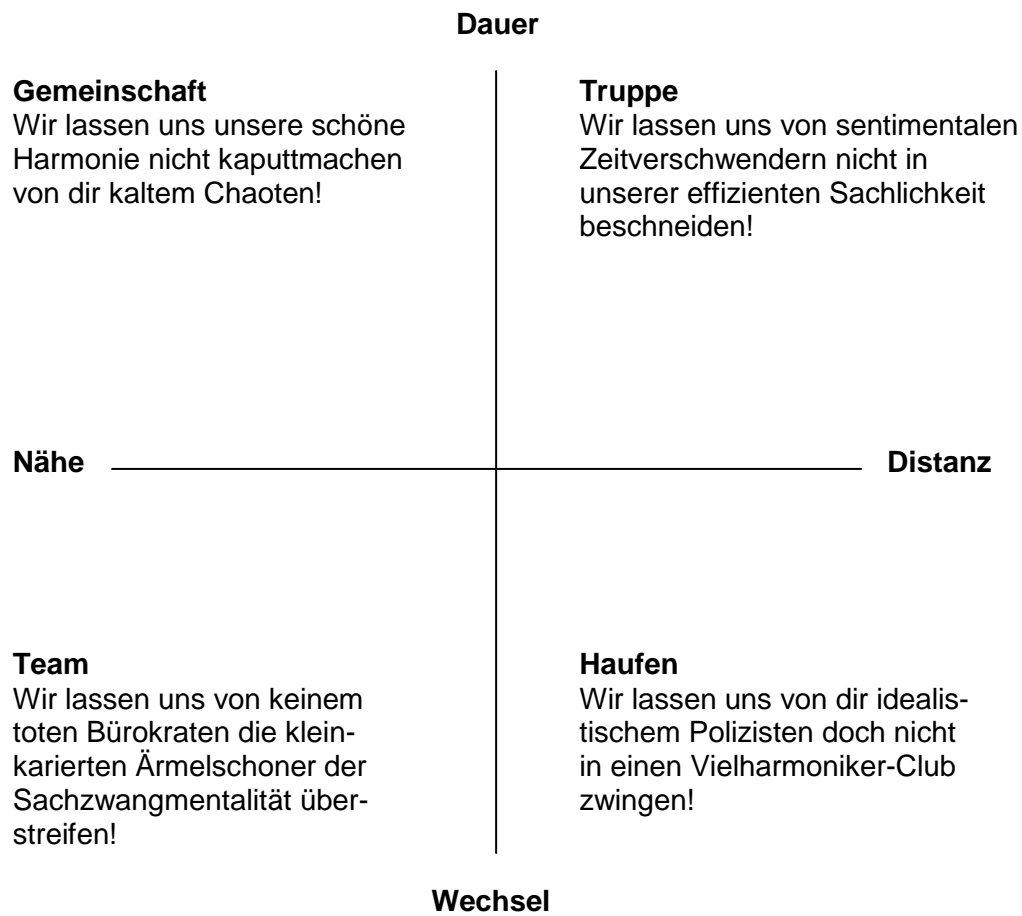 Dauer
Gemeinschaft
Wir lassen uns unsere schöne
Harmonie nicht kaputtmachen
von dir kaltem Chaoten!
Truppe
Wir lassen uns von sentimentalen
Zeitverschwendern nicht in
unserer effizienten Sachlichkeit
beschneiden!
Nähe
Distanz
Team
Wir lassen uns von keinem
toten Bürokraten die klein-
karierten Ärmelschoner der
Sachzwangmentalität über-
streifen!
Haufen
Wir lassen uns von dir idealis-
tischem Polizisten doch nicht
in einen Vielharmoniker-Club
zwingen!
Wechsel